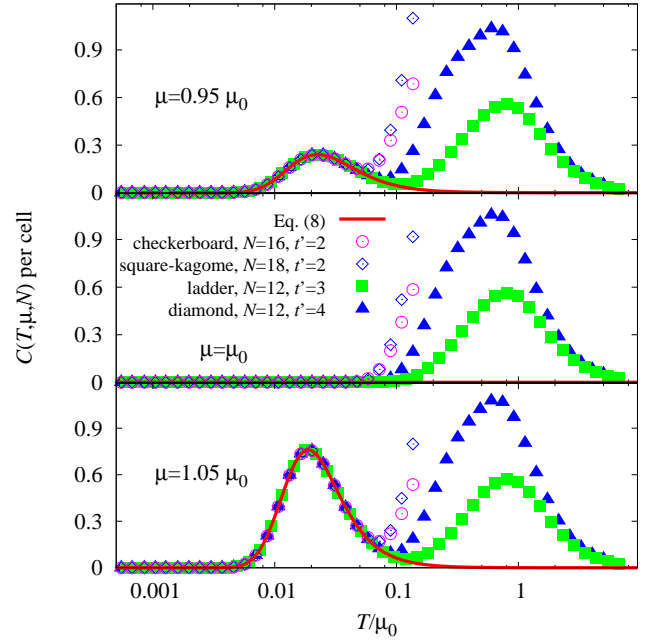 0.9
0.6
0.3
0
μ=0.95 μ₀
C(T,μ,N) per cell
0.9
0.6
0.3
0
Eq. (8)
checkerboard, N=16, t'=2
square-kagome, N=18, t'=2
ladder, N=12, t'=3
diamond, N=12, t'=4
μ=μ₀
0.9
0.6
0.3
0
μ=1.05 μ₀
0.001 0.01 0.1 1
T/μ₀